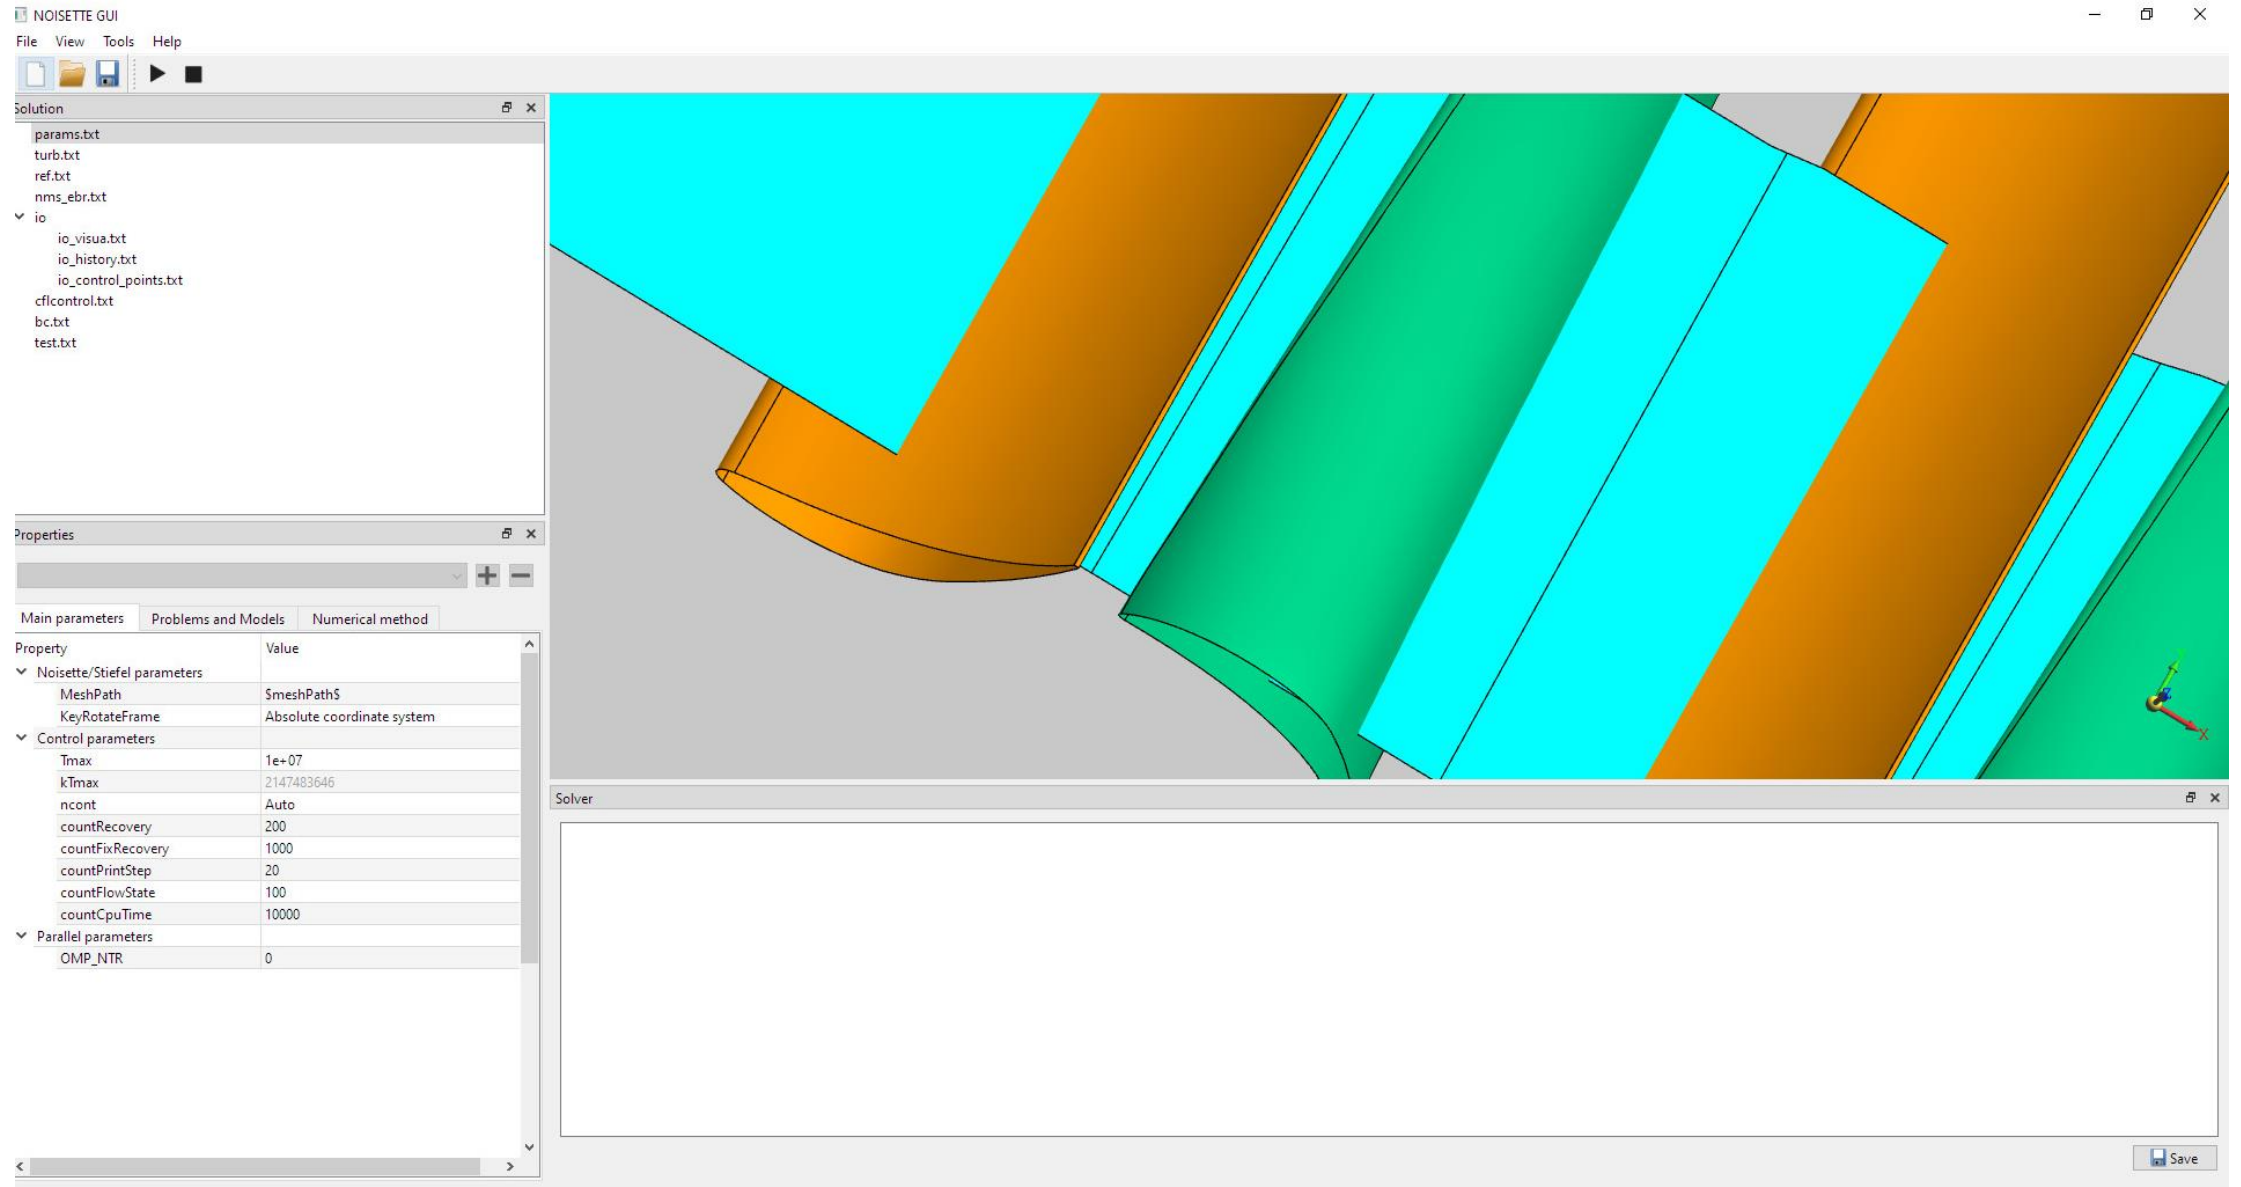 NOISETTE GUI
File View Tools Help
Solution
params.txt
turb.txt
ref.txt
nms_ebr.txt
io
io_visua.txt
io_history.txt
io_control_points.txt
cflcontrol.txt
bc.txt
test.txt
Properties
Main parameters Problems and Models Numerical method
Property Value
Noisette/Stiefel parameters
MeshPath $meshPath$
KeyRotateFrame Absolute coordinate system
Control parameters
Tmax 1e+07
kTmax 2147483646
ncont Auto
countRecovery 200
countFixRecovery 1000
countPrintStep 20
countFlowState 100
countCpuTime 10000
Parallel parameters
OMP_NTR 0
X
Solver
Save